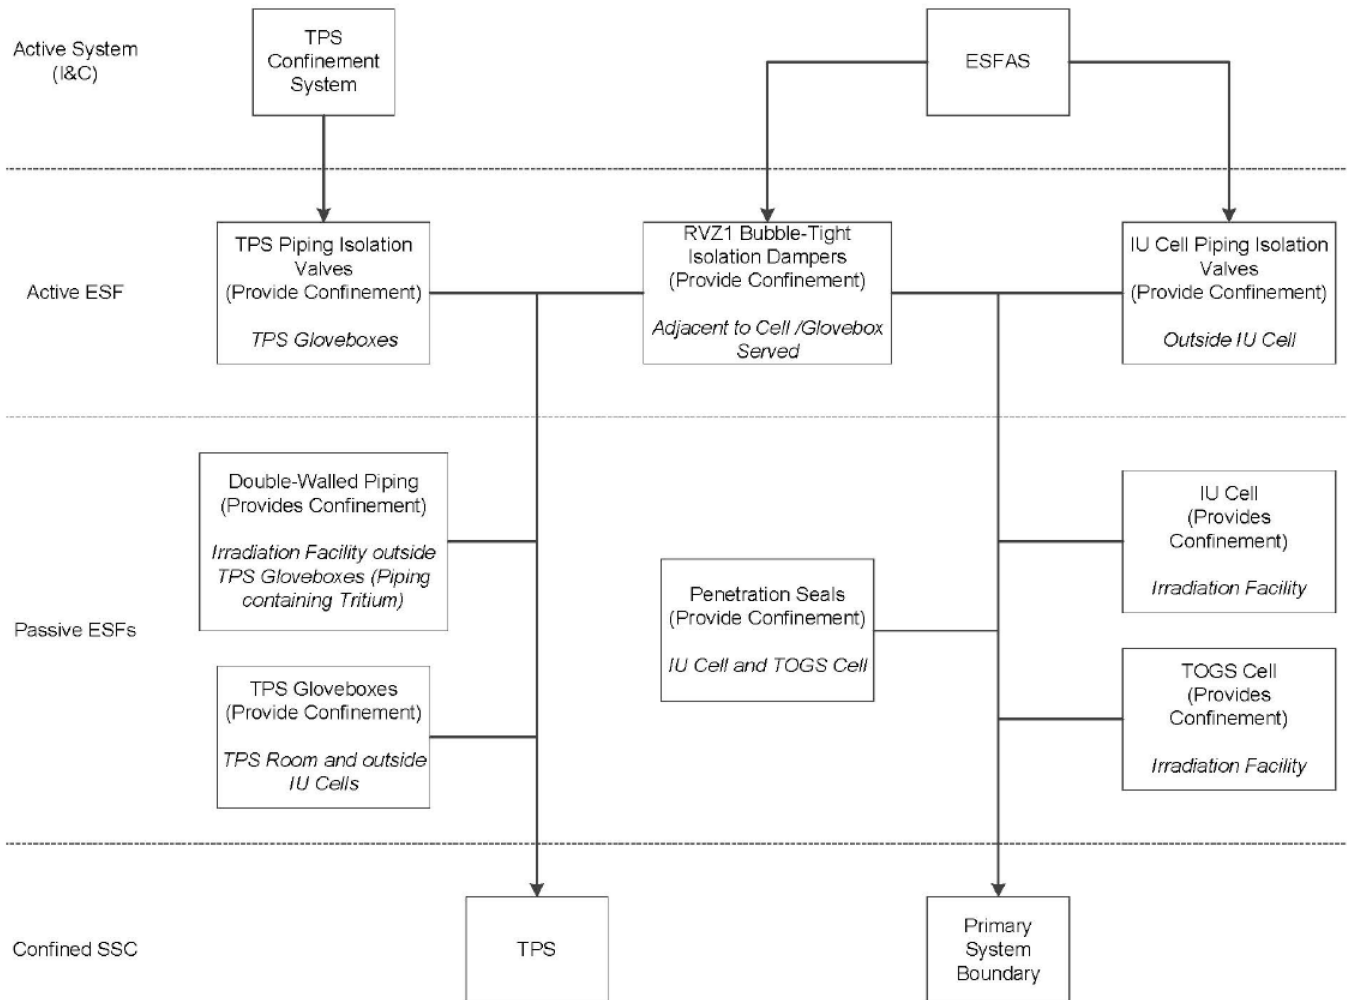 Active System
(I&C)
TPS
Confinement
System
ESFAS
Active ESF
TPS Piping Isolation
Valves
(Provide Confinement)
TPS Gloveboxes
RVZ1 Bubble-Tight
Isolation Dampers
(Provide Confinement)
Adjacent to Cell /Glovebox
Served
IU Cell Piping Isolation
Valves
(Provide Confinement)
Outside IU Cell
Passive ESFs
Double-Walled Piping
(Provides Confinement)
Irradiation Facility outside
TPS Gloveboxes (Piping
containing Tritium)
TPS Gloveboxes
(Provide Confinement)
TPS Room and outside
IU Cells
Penetration Seals
(Provide Confinement)
IU Cell and TOGS Cell
IU Cell
(Provides
Confinement)
Irradiation Facility
TOGS Cell
(Provides
Confinement)
Irradiation Facility
Confined SSC
TPS
Primary
System
Boundary